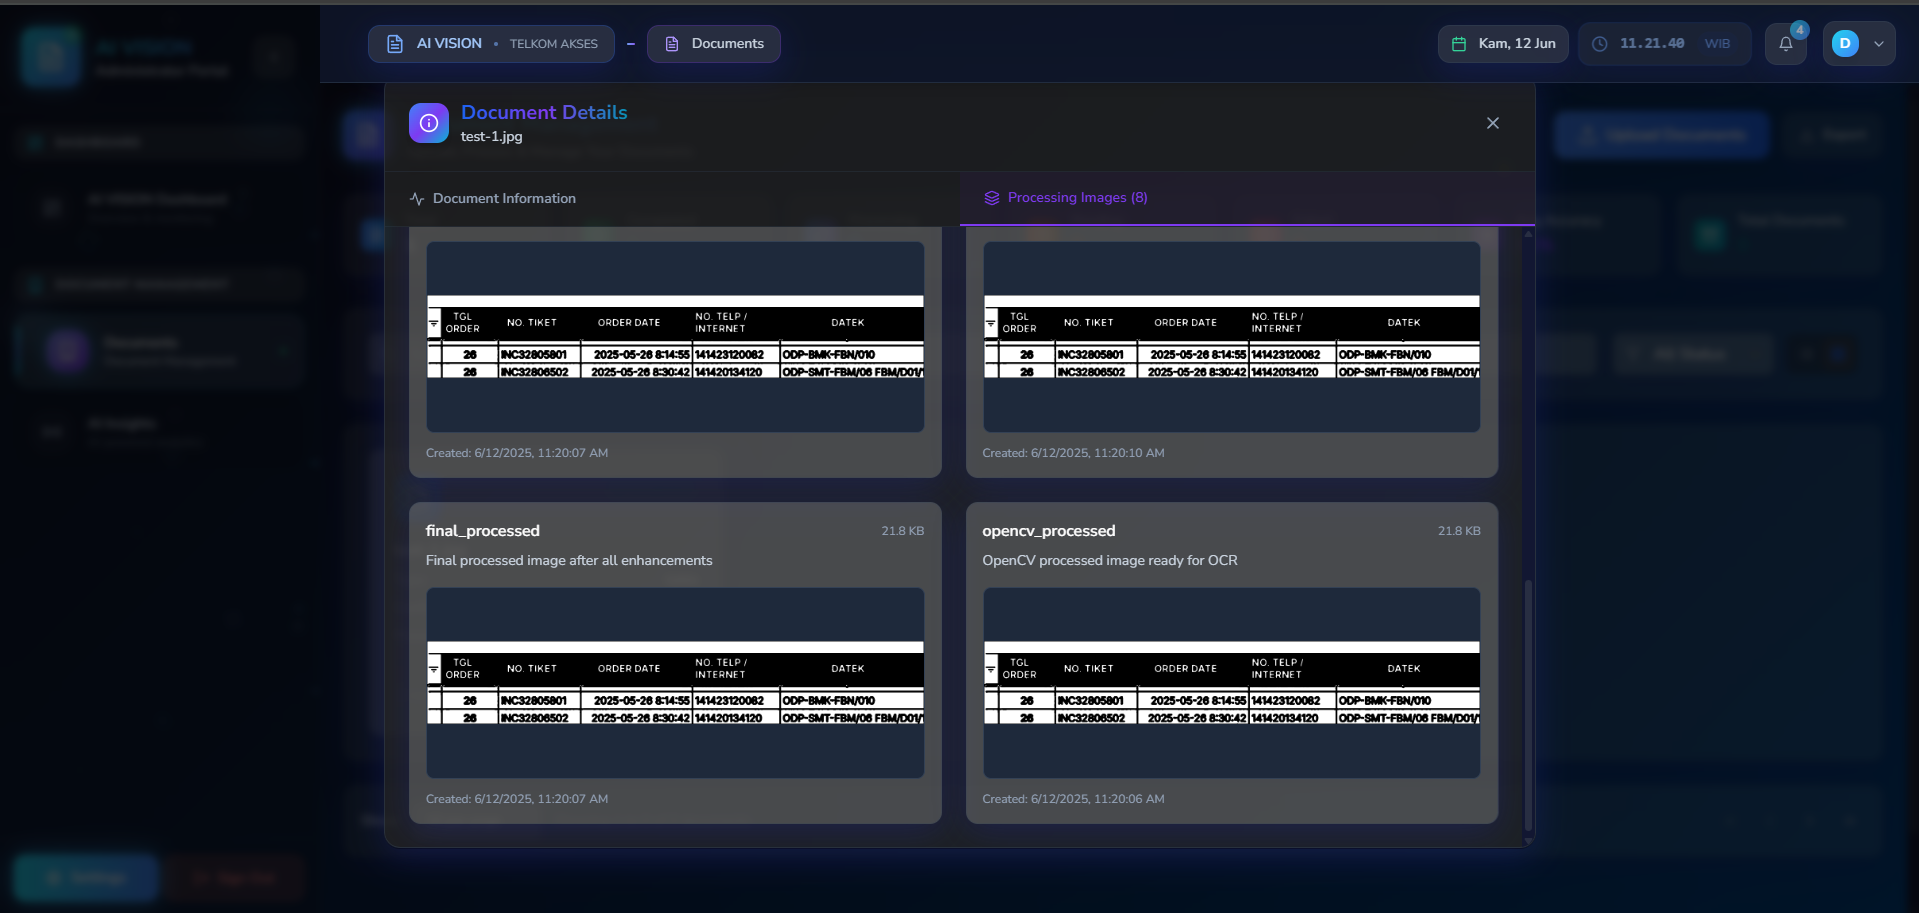 AI VISION • TELKOM AKSES – Documents
Kam, 12 Jun
11.21.40 WIB
4
D
Document Details
test-1.jpg
Document Information
Processing Images (8)
TGL ORDER NO. TIKET ORDER DATE NO. TELP / INTERNET DATEK
26 INC32805801 2025-05-26 8:14:55 141423120082 ODP-BMK-FBN/010
26 INC32806502 2025-05-26 8:30:42 141420134120 ODP-SMT-FBM/06 FBM/D01/
Created: 6/12/2025, 11:20:07 AM
TGL ORDER NO. TIKET ORDER DATE NO. TELP / INTERNET DATEK
26 INC32805801 2025-05-26 8:14:55 141423120082 ODP-BMK-FBN/010
26 INC32806502 2025-05-26 8:30:42 141420134120 ODP-SMT-FBM/06 FBM/D01/
Created: 6/12/2025, 11:20:10 AM
final_processed 21.8 KB
Final processed image after all enhancements
TGL ORDER NO. TIKET ORDER DATE NO. TELP / INTERNET DATEK
26 INC32805801 2025-05-26 8:14:55 141423120082 ODP-BMK-FBN/010
26 INC32806502 2025-05-26 8:30:42 141420134120 ODP-SMT-FBM/06 FBM/D01/
Created: 6/12/2025, 11:20:07 AM
opencv_processed 21.8 KB
OpenCV processed image ready for OCR
TGL ORDER NO. TIKET ORDER DATE NO. TELP / INTERNET DATEK
26 INC32805801 2025-05-26 8:14:55 141423120082 ODP-BMK-FBN/010
26 INC32806502 2025-05-26 8:30:42 141420134120 ODP-SMT-FBM/06 FBM/D01/
Created: 6/12/2025, 11:20:06 AM